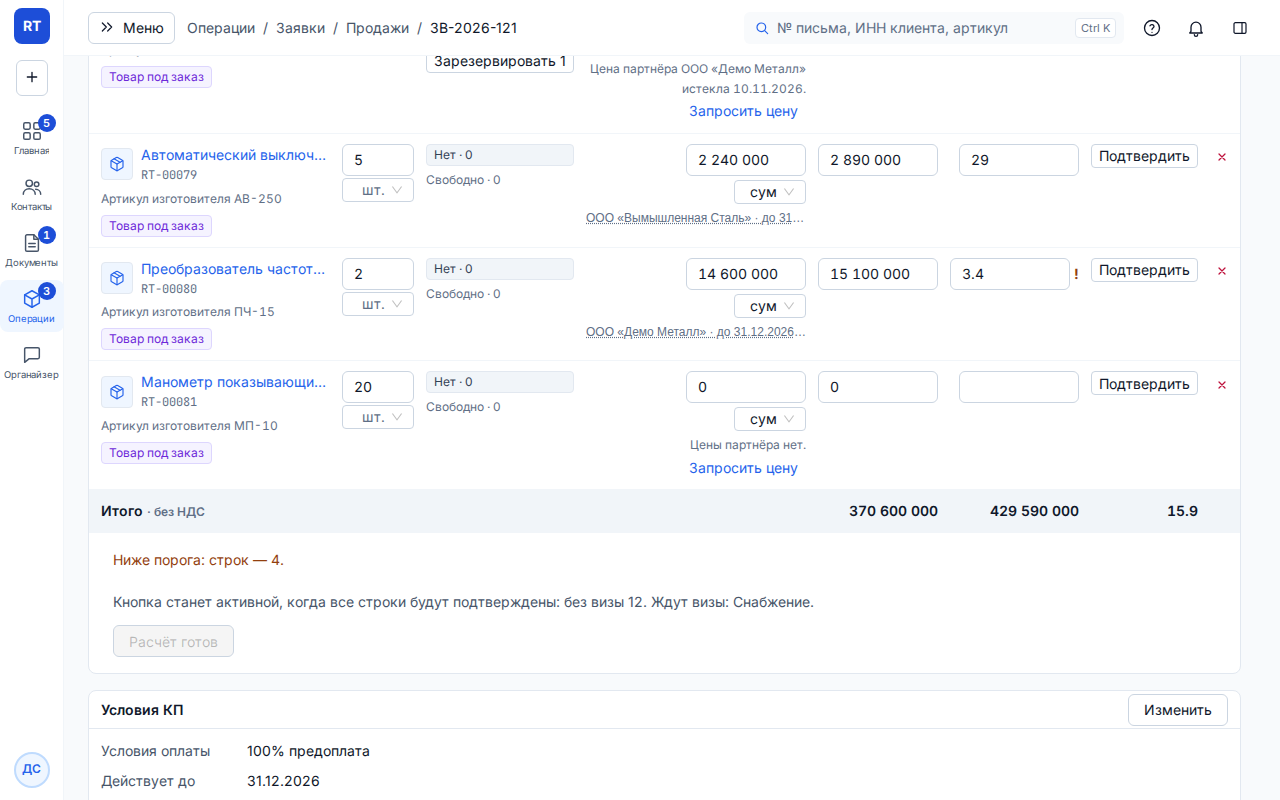 RT
Меню
Операции / Заявки / Продажи / ЗВ-2026-121
№ письма, ИНН клиента, артикул
Ctrl K
5
Главная
Контакты
1
Документы
3
Операции
Органайзер
ДС
Товар под заказ
Зарезервировать 1
Цена партнёра ООО «Демо Металл»
истекла 10.11.2026.
Запросить цену
Автоматический выключ...
RT-00079
Артикул изготовителя АВ-250
Товар под заказ
5
шт.
Нет · 0
Свободно · 0
2 240 000
сум
ООО «Вымышленная Сталь» · до 31...
2 890 000
29
Подтвердить
Преобразователь частот...
RT-00080
Артикул изготовителя ПЧ-15
Товар под заказ
2
шт.
Нет · 0
Свободно · 0
14 600 000
сум
ООО «Демо Металл» · до 31.12.2026...
15 100 000
3.4
!
Подтвердить
Манометр показывающи...
RT-00081
Артикул изготовителя МП-10
Товар под заказ
20
шт.
Нет · 0
Свободно · 0
0
сум
Цены партнёра нет.
Запросить цену
0
Подтвердить
Итого · без НДС 370 600 000 429 590 000 15.9
Ниже порога: строк — 4.
Кнопка станет активной, когда все строки будут подтверждены: без визы 12. Ждут визы: Снабжение.
Расчёт готов
Условия КП
Изменить
Условия оплаты 100% предоплата
Действует до 31.12.2026